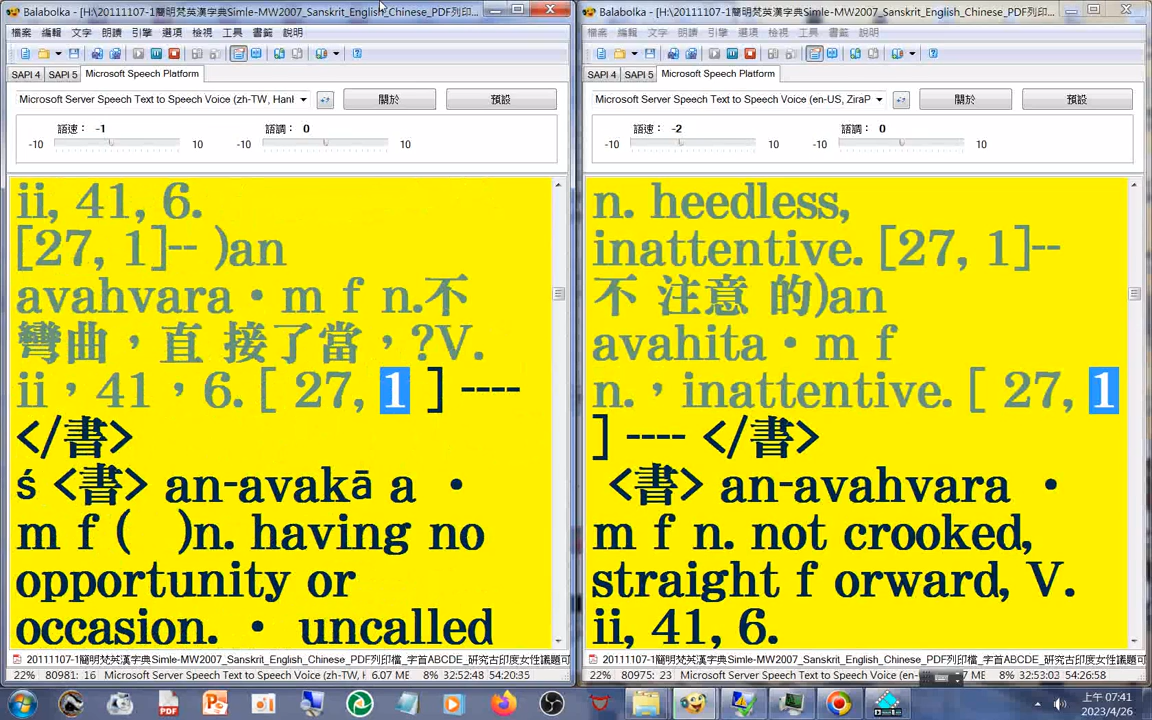 Balabolka - [H:\20111107-1簡明梵英漢字典Simle-MW2007_Sanskrit_English_Chinese_PDF列印...
檔案 編輯 文字 朗讀 引擎 選項 檢視 工具 書籤 說明
SAPI 4 SAPI 5 Microsoft Speech Platform
Microsoft Server Speech Text to Speech Voice (zh-TW, Hanl
關於 預設
語速： -1 語調： 0
-10 10 -10 10
ii, 41, 6.
[27, 1]-- )an
avahvara • m f n.不
彎曲，直 接了當，?V.
ii，41，6. [ 27, 1 ] ----
</書>
ś <書> an-avakā a •
m f ( )n. having no
opportunity or
occasion. • uncalled
20111107-1簡明梵英漢字典Simle-MW2007_Sanskrit_English_Chinese_PDF列印檔_字首ABCDE_研究古印度女性議題可
22% 80981: 16 Microsoft Server Speech Text to Speech Voice (zh-TW, H 6.07 MB 8% 32:52:48 54:20:35
Balabolka - [H:\20111107-1簡明梵英漢字典Simle-MW2007_Sanskrit_English_Chinese_PDF列印...
檔案 編輯 文字 朗讀 引擎 選項 檢視 工具 書籤 說明
SAPI 4 SAPI 5 Microsoft Speech Platform
Microsoft Server Speech Text to Speech Voice (en-US, ZiraP
關於 預設
語速： -2 語調： 0
-10 10 -10 10
n. heedless,
inattentive. [27, 1]--
不 注意 的)an
avahita • m f
n.，inattentive. [ 27, 1
] ---- </書>
<書> an-avahvara •
m f n. not crooked,
straight f orward, V.
ii, 41, 6.
20111107-1簡明梵英漢字典Simle-MW2007_Sanskrit_English_Chinese_PDF列印檔_字首ABCDE_研究古印度女性議題可
22% 80975: 23 Microsoft Server Speech Text to Speech Voice (en-US, 8% 32:53:03 54:26:58
上午 07:41
2023/4/26